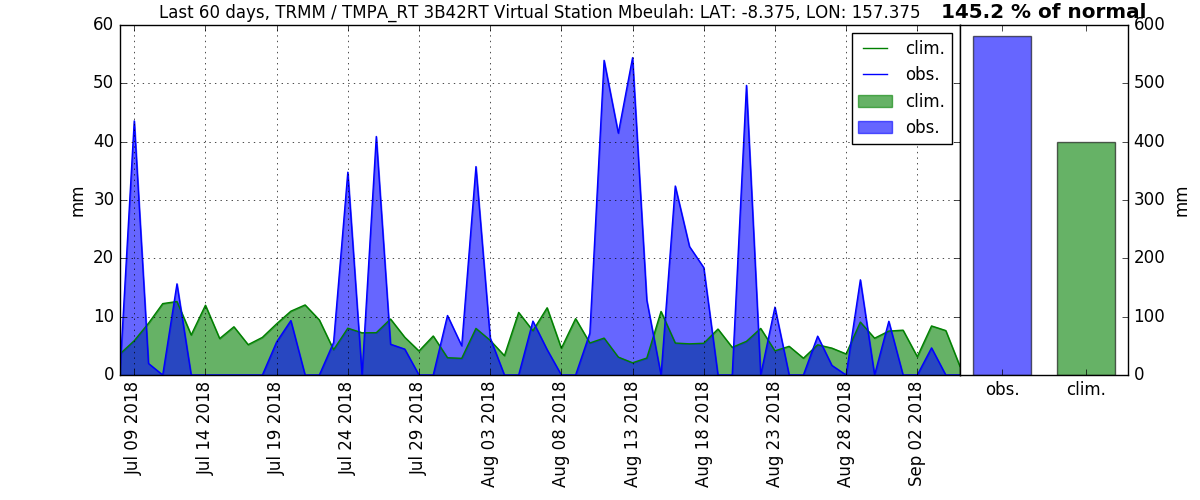 Last 60 days, TRMM / TMPA_RT 3B42RT Virtual Station Mbeulah: LAT: -8.375, LON: 157.375
145.2 % of normal
60
50
40
30
20
10
0
mm
clim.
obs.
clim.
obs.
Jul 09 2018
Jul 14 2018
Jul 19 2018
Jul 24 2018
Jul 29 2018
Aug 03 2018
Aug 08 2018
Aug 13 2018
Aug 18 2018
Aug 23 2018
Aug 28 2018
Sep 02 2018
600
500
400
300
200
100
0
mm
obs.
clim.